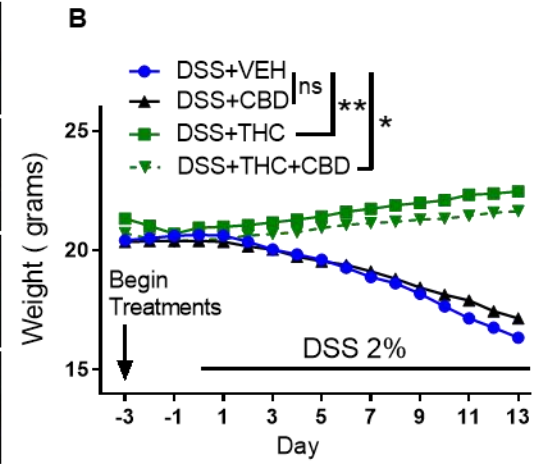 B
DSS+VEH
DSS+CBD
ns
DSS+THC
**
*
DSS+THC+CBD
Weight ( grams)
25
20
15
Begin
Treatments
DSS 2%
-3 -1 1 3 5 7 9 11 13
Day